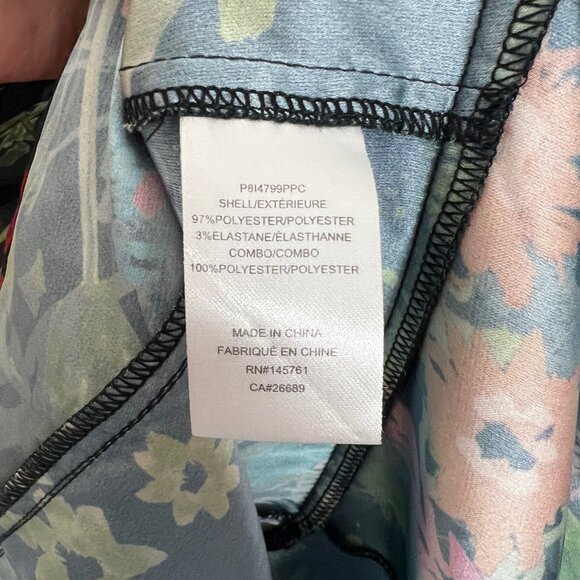 P8I4799PPC
SHELL/EXTÉRIEURE
97%POLYESTER/POLYESTER
3%ELASTANE/ÉLASTHANNE
COMBO/COMBO
100%POLYESTER/POLYESTER
MADE IN CHINA
FABRIQUÉ EN CHINE
RN#145761
CA#26689